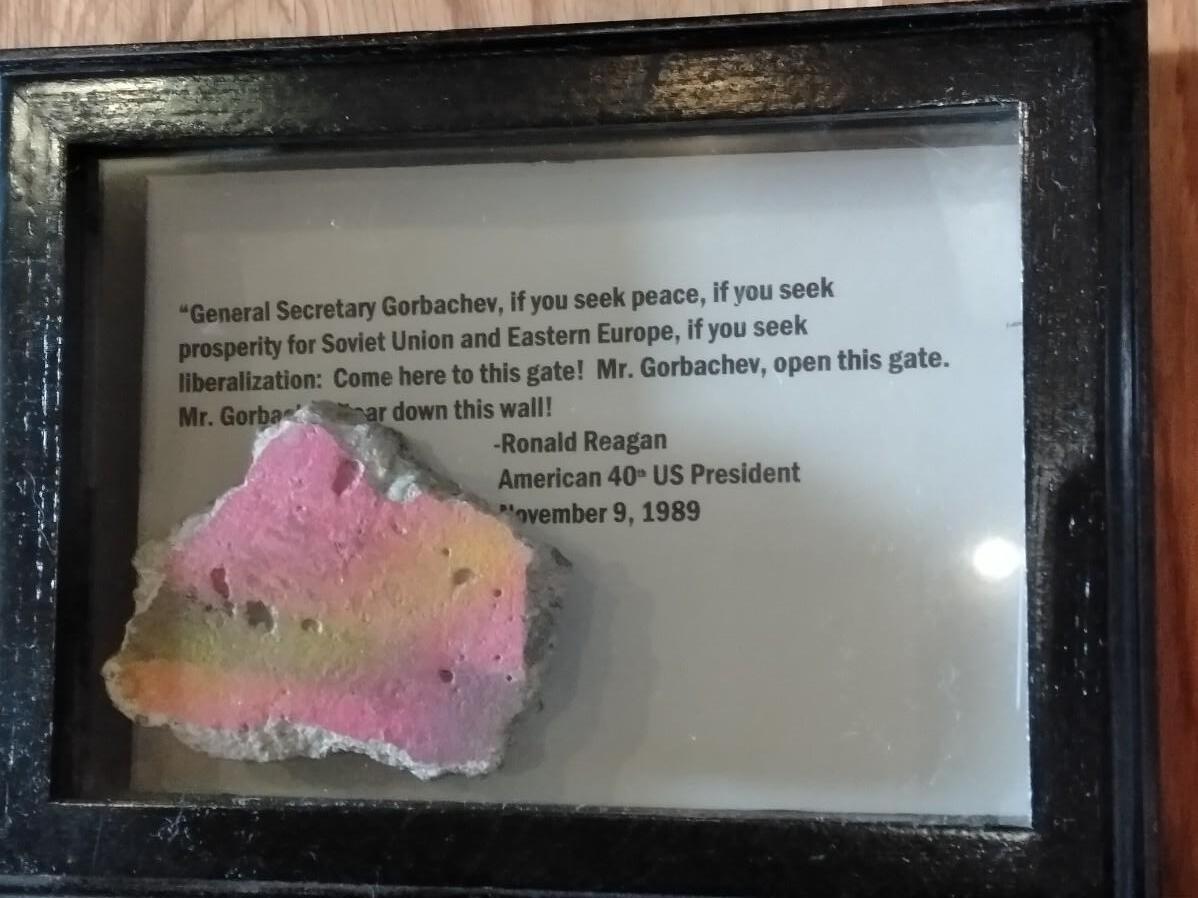 “General Secretary Gorbachev, if you seek peace, if you seek
prosperity for Soviet Union and Eastern Europe, if you seek
liberalization: Come here to this gate! Mr. Gorbachev, open this gate.
Mr. Gorba ear down this wall!
-Ronald Reagan
American 40th US President
November 9, 1989